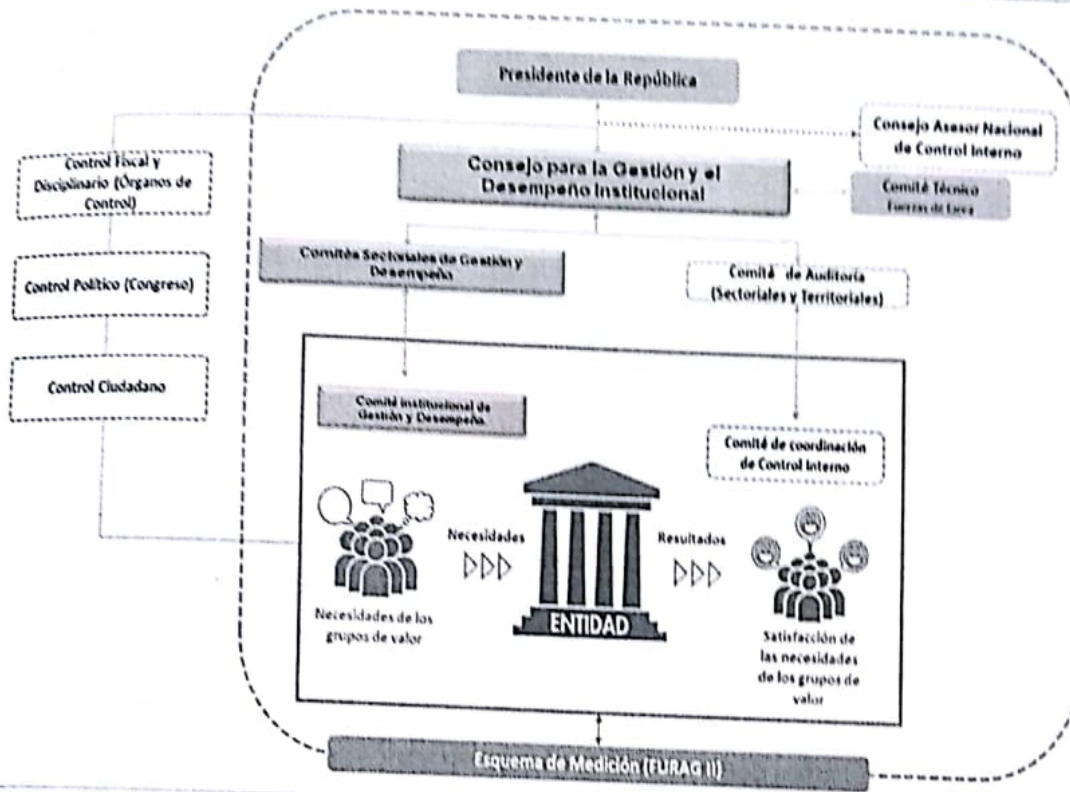 Presidente de la República
Consejo Asesor Nacional
de Control Interno
Control Fiscal y
Disciplinario (Órganos de
Control)
Consejo para la Gestión y el
Desempeño Institucional
Comité Técnico
Fuerzas de tarea
Comités Sectoriales de Gestión y
Desempeño
Comité de Auditoría
(Sectoriales y Territoriales)
Control Político (Congreso)
Control Ciudadano
Comité institucional de
Gestión y Desempeño
Comité de coordinación
de Control Interno
Necesidades
Resultados
ENTIDAD
Necesidades de los
grupos de valor
Satisfacción de
las necesidades
de los grupos de
valor
Esquema de Medición (FURAG II)